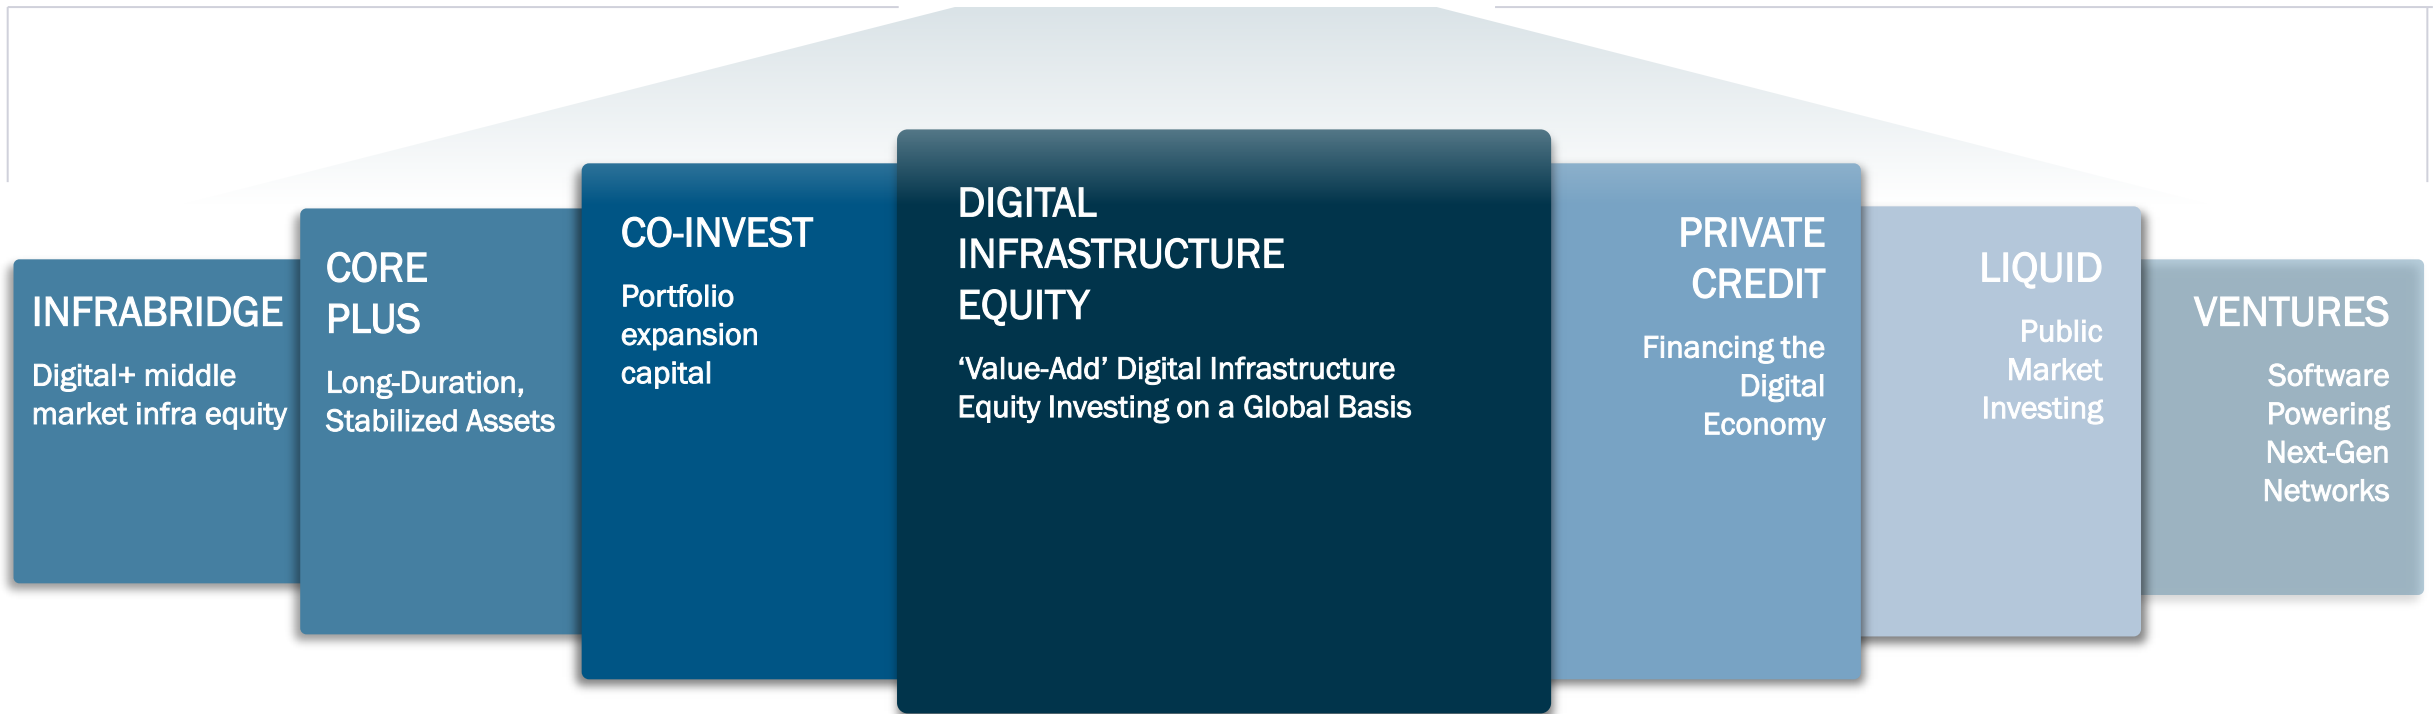 INFRABRIDGE
Digital+ middle
market infra equity
CORE
PLUS
Long-Duration,
Stabilized Assets
CO-INVEST
Portfolio
expansion
capital
DIGITAL
INFRASTRUCTURE
EQUITY
‘Value-Add’ Digital Infrastructure
Equity Investing on a Global Basis
PRIVATE
CREDIT
Financing the
Digital
Economy
LIQUID
Public
Market
Investing
VENTURES
Software
Powering
Next-Gen
Networks